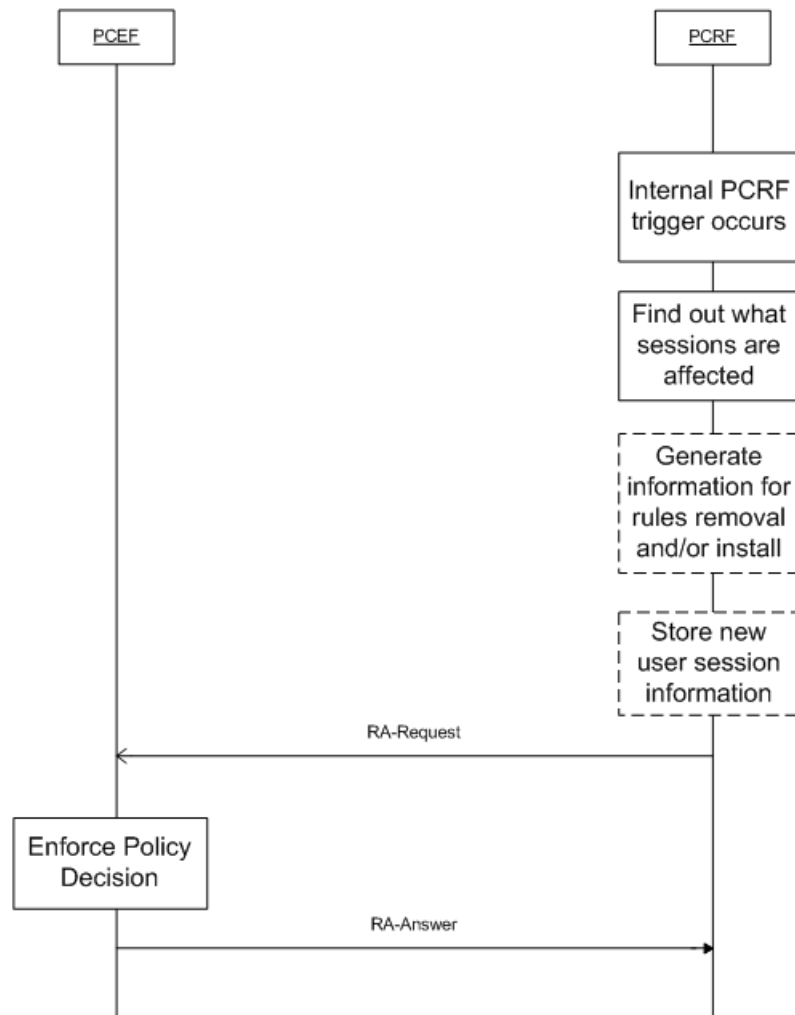 PCEF
PCRF
Internal PCRF
trigger occurs
Find out what
sessions are
affected
Generate
information for
rules removal
and/or install
Store new
user session
information
RA-Request
Enforce Policy
Decision
RA-Answer